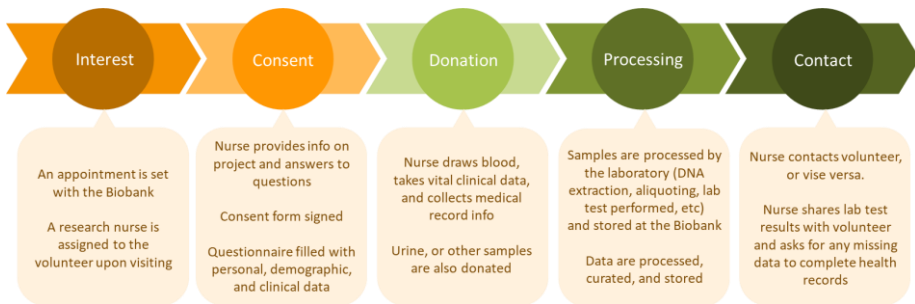 Interest
Consent
Donation
Processing
Contact
An appointment is set
with the Biobank
A research nurse is
assigned to the
volunteer upon visiting
Nurse provides info on
project and answers to
questions
Consent form signed
Questionnaire filled with
personal, demographic,
and clinical data
Nurse draws blood,
takes vital clinical data,
and collects medical
record info
Urine, or other samples
are also donated
Samples are processed by
the laboratory (DNA
extraction, aliquoting, lab
test performed, etc)
and stored at the Biobank
Data are processed,
curated, and stored
Nurse contacts volunteer,
or vise versa.
Nurse shares lab test
results with volunteer
and asks for any missing
data to complete health
records